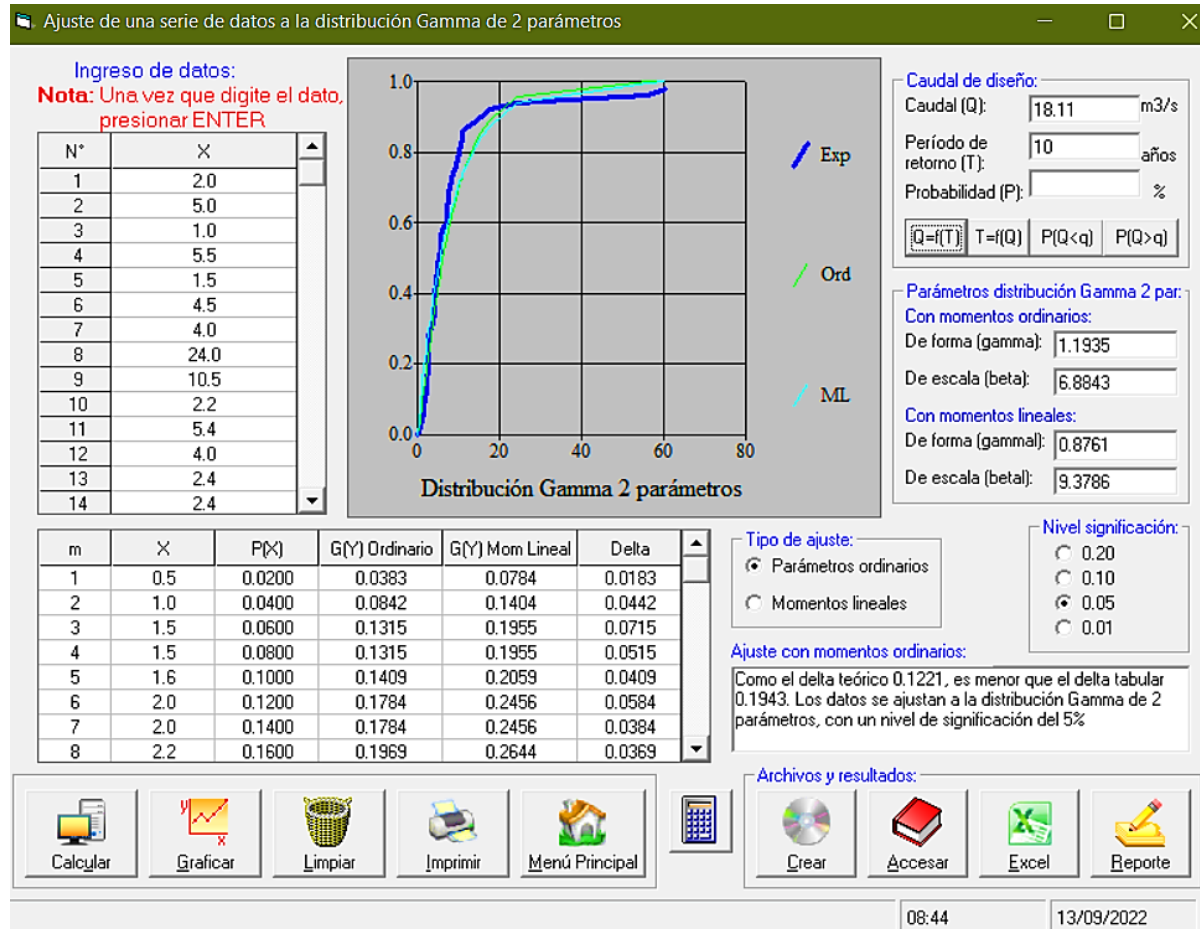 Ajuste de una serie de datos a la distribución Gamma de 2 parámetros
Ingreso de datos:
Nota: Una vez que digite el dato,
presionar ENTER
N° X
1 2.0
2 5.0
3 1.0
4 5.5
5 1.5
6 4.5
7 4.0
8 24.0
9 10.5
10 2.2
11 5.4
12 4.0
13 2.4
14 2.4
1.0
0.8
0.6
0.4
0.2
0.0
0 20 40 60 80
Exp
Ord
ML
Distribución Gamma 2 parámetros
Caudal de diseño:
Caudal (Q): 18.11 m3/s
Período de
retorno (T): 10 años
Probabilidad (P): %
Q=f(T) T=f(Q) P(Q<q) P(Q>q)
Parámetros distribución Gamma 2 par:
Con momentos ordinarios:
De forma (gamma): 1.1935
De escala (beta): 6.8843
Con momentos lineales:
De forma (gammal): 0.8761
De escala (betal): 9.3786
m X P(X) G(Y) Ordinario G(Y) Mom Lineal Delta
1 0.5 0.0200 0.0383 0.0784 0.0183
2 1.0 0.0400 0.0842 0.1404 0.0442
3 1.5 0.0600 0.1315 0.1955 0.0715
4 1.5 0.0800 0.1315 0.1955 0.0515
5 1.6 0.1000 0.1409 0.2059 0.0409
6 2.0 0.1200 0.1784 0.2456 0.0584
7 2.0 0.1400 0.1784 0.2456 0.0384
8 2.2 0.1600 0.1969 0.2644 0.0369
Tipo de ajuste:
Parámetros ordinarios
Momentos lineales
Nivel significación:
0.20
0.10
0.05
0.01
Ajuste con momentos ordinarios:
Como el delta teórico 0.1221, es menor que el delta tabular
0.1943. Los datos se ajustan a la distribución Gamma de 2
parámetros, con un nivel de significación del 5%
Calcular Graficar Limpiar Imprimir Menú Principal
Archivos y resultados:
Crear Accesar Excel Reporte
08:44 13/09/2022